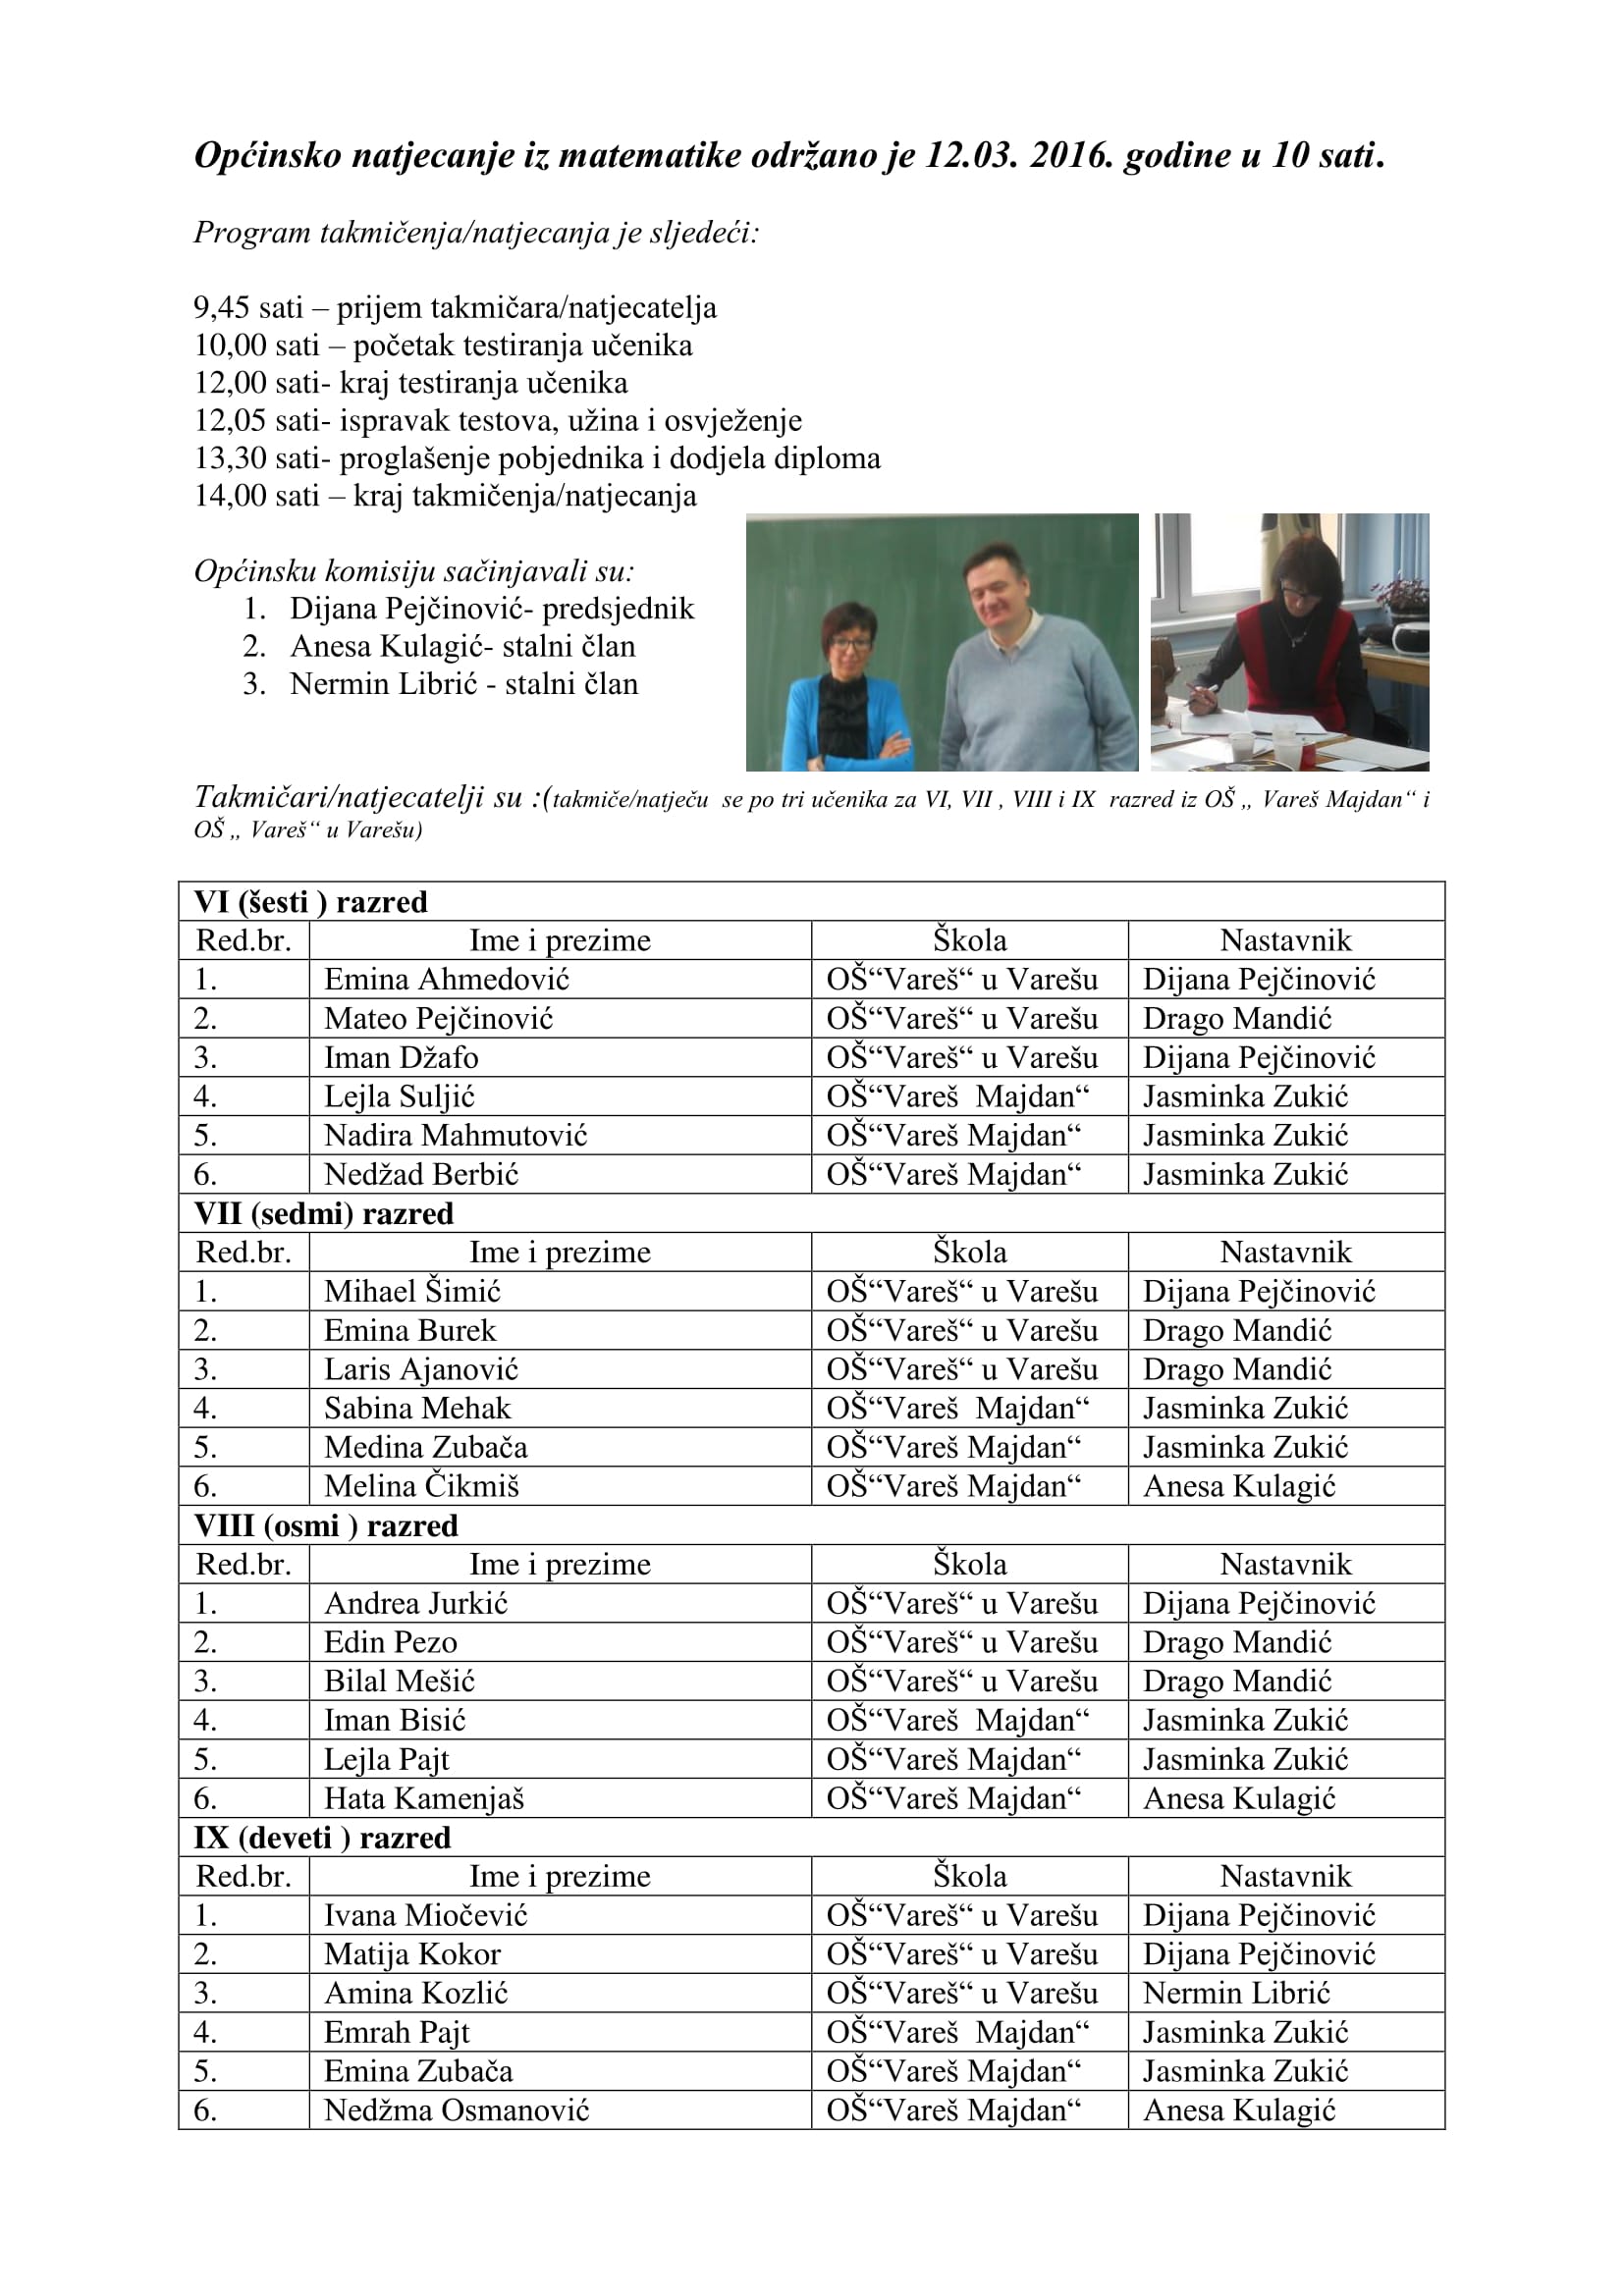 Općinsko natjecanje iz matematike održano je 12.03. 2016. godine u 10 sati.
Program takmičenja/natjecanja je sljedeći:
9,45 sati – prijem takmičara/natjecatelja
10,00 sati – početak testiranja učenika
12,00 sati- kraj testiranja učenika
12,05 sati- ispravak testova, užina i osvježenje
13,30 sati- proglašenje pobjednika i dodjela diploma
14,00 sati – kraj takmičenja/natjecanja
Općinsku komisiju sačinjavali su:
1. Dijana Pejčinović- predsjednik
2. Anesa Kulagić- stalni član
3. Nermin Librić - stalni član
Takmičari/natjecatelji su :(takmiče/natječu se po tri učenika za VI, VII , VIII i IX razred iz OŠ „ Vareš Majdan“ i
OŠ „ Vareš“ u Varešu)
VI (šesti ) razred
Red.br. Ime i prezime Škola Nastavnik
1. Emina Ahmedović OŠ“Vareš“ u Varešu Dijana Pejčinović
2. Mateo Pejčinović OŠ“Vareš“ u Varešu Drago Mandić
3. Iman Džafo OŠ“Vareš“ u Varešu Dijana Pejčinović
4. Lejla Suljić OŠ“Vareš Majdan“ Jasminka Zukić
5. Nadira Mahmutović OŠ“Vareš Majdan“ Jasminka Zukić
6. Nedžad Berbić OŠ“Vareš Majdan“ Jasminka Zukić
VII (sedmi) razred
Red.br. Ime i prezime Škola Nastavnik
1. Mihael Šimić OŠ“Vareš“ u Varešu Dijana Pejčinović
2. Emina Burek OŠ“Vareš“ u Varešu Drago Mandić
3. Laris Ajanović OŠ“Vareš“ u Varešu Drago Mandić
4. Sabina Mehak OŠ“Vareš Majdan“ Jasminka Zukić
5. Medina Zubača OŠ“Vareš Majdan“ Jasminka Zukić
6. Melina Čikmiš OŠ“Vareš Majdan“ Anesa Kulagić
VIII (osmi ) razred
Red.br. Ime i prezime Škola Nastavnik
1. Andrea Jurkić OŠ“Vareš“ u Varešu Dijana Pejčinović
2. Edin Pezo OŠ“Vareš“ u Varešu Drago Mandić
3. Bilal Mešić OŠ“Vareš“ u Varešu Drago Mandić
4. Iman Bisić OŠ“Vareš Majdan“ Jasminka Zukić
5. Lejla Pajt OŠ“Vareš Majdan“ Jasminka Zukić
6. Hata Kamenjaš OŠ“Vareš Majdan“ Anesa Kulagić
IX (deveti ) razred
Red.br. Ime i prezime Škola Nastavnik
1. Ivana Miočević OŠ“Vareš“ u Varešu Dijana Pejčinović
2. Matija Kokor OŠ“Vareš“ u Varešu Dijana Pejčinović
3. Amina Kozlić OŠ“Vareš“ u Varešu Nermin Librić
4. Emrah Pajt OŠ“Vareš Majdan“ Jasminka Zukić
5. Emina Zubača OŠ“Vareš Majdan“ Jasminka Zukić
6. Nedžma Osmanović OŠ“Vareš Majdan“ Anesa Kulagić